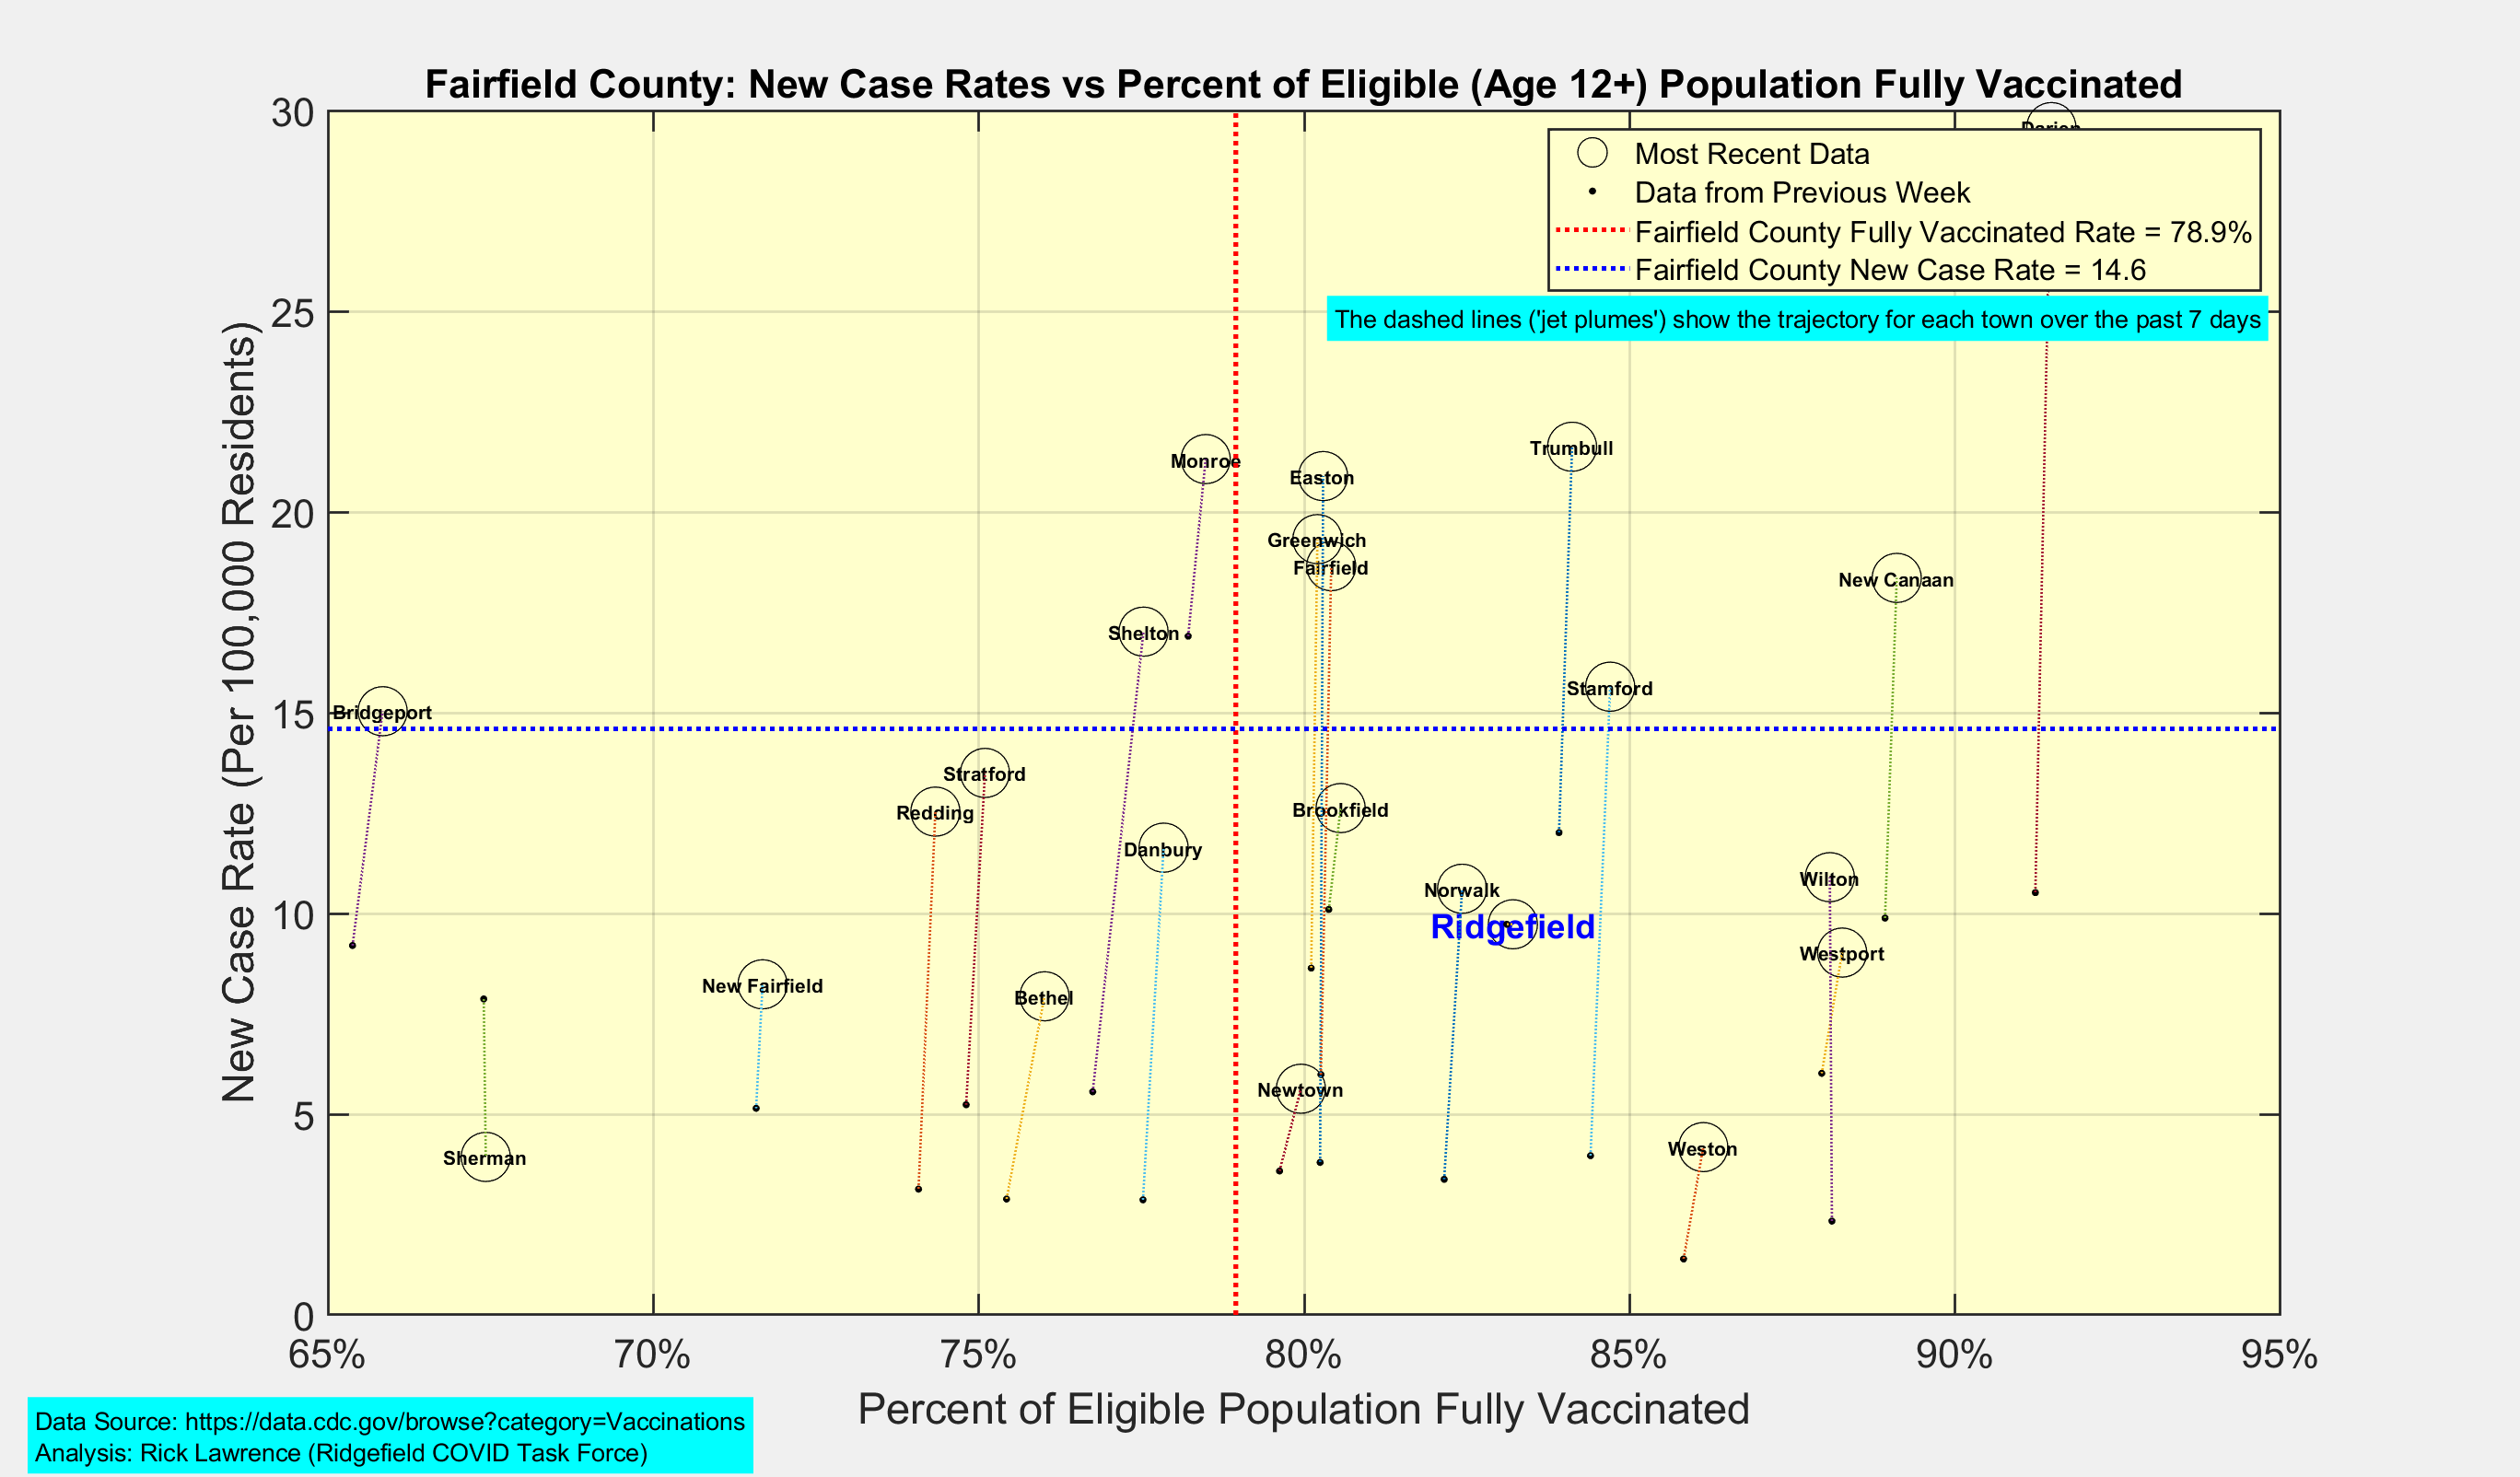 Fairfield County: New Case Rates vs Percent of Eligible (Age 12+) Population Fully Vaccinated
30
25
20
15
10
5
0
New Case Rate (Per 100,000 Residents)
Darien
Most Recent Data
Data from Previous Week
Fairfield County Fully Vaccinated Rate = 78.9%
Fairfield County New Case Rate = 14.6
The dashed lines ('jet plumes') show the trajectory for each town over the past 7 days
Trumbull
Monroe
Easton
Greenwich
Fairfield
New Canaan
Shelton
Stamford
Bridgeport
Stratford
Redding
Brookfield
Danbury
Norwalk
Wilton
Ridgefield
Westport
New Fairfield
Bethel
Newtown
Weston
Sherman
65%
70%
75%
80%
85%
90%
95%
Percent of Eligible Population Fully Vaccinated
Data Source: https://data.cdc.gov/browse?category=Vaccinations
Analysis: Rick Lawrence (Ridgefield COVID Task Force)